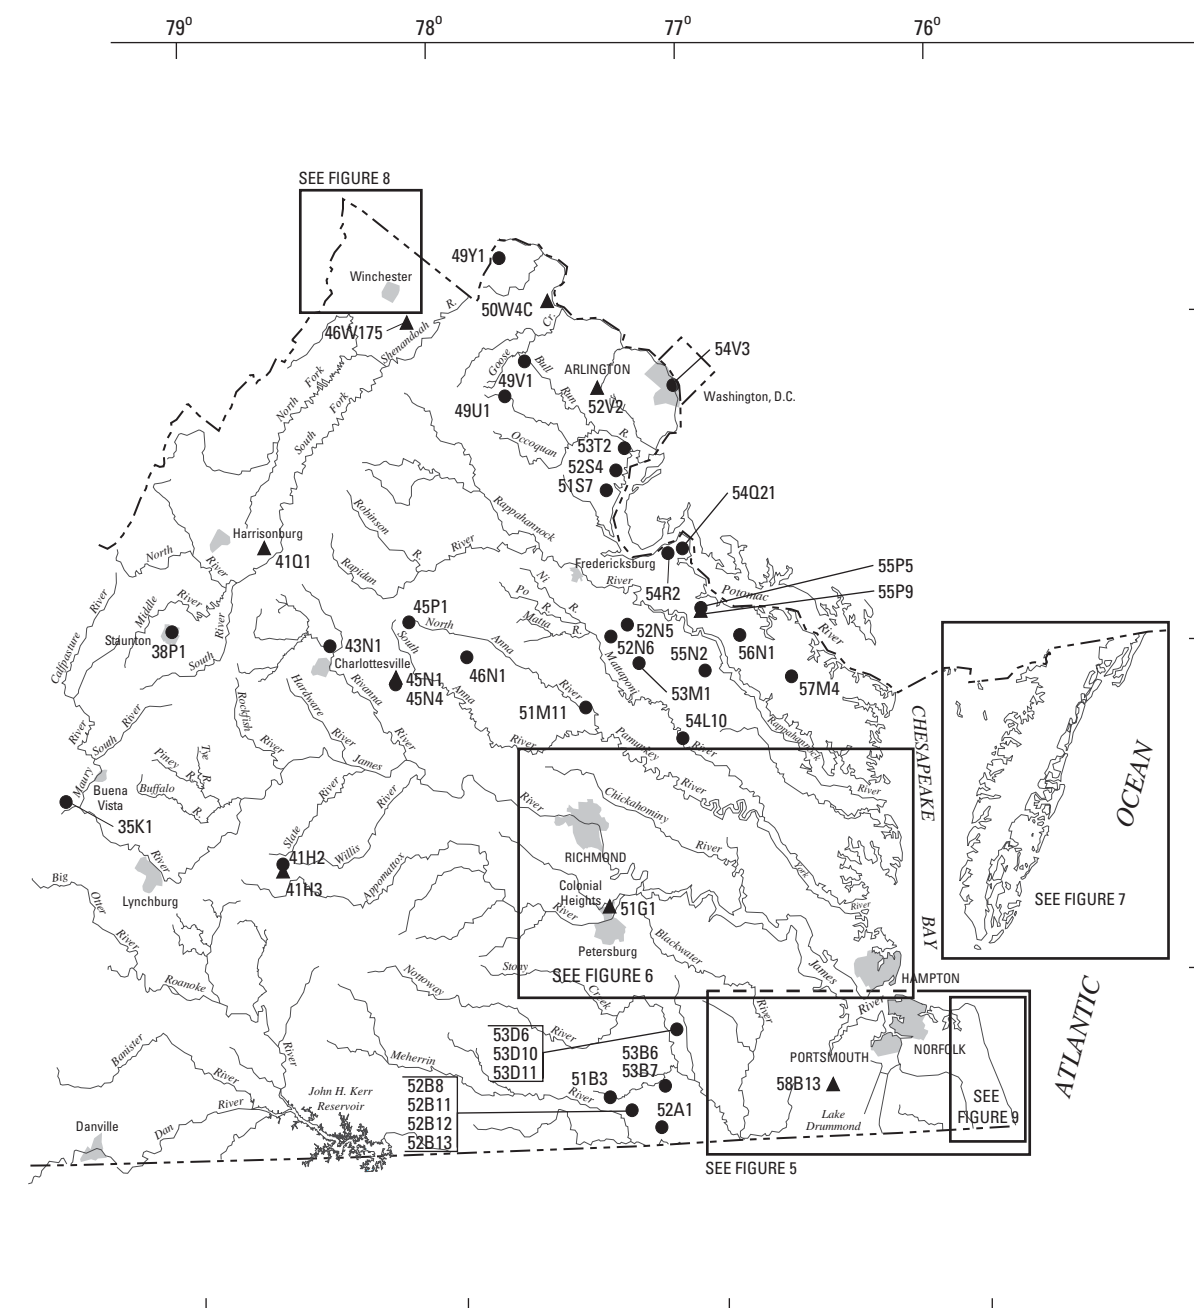 79°
78°
77°
76°
SEE FIGURE 8
Winchester
49Y1
50W4C
46W175
Shenandoah R.
Goose
Cr.
Bull
Run
ARLINGTON
54V3
Washington, D.C.
49V1
49U1
52V2
North Fork
South Fork
Occoquan
R.
53T2
52S4
51S7
54Q21
Robinson
R.
Rappahannock
River
Harrisonburg
41Q1
North
River
Rapidan
River
Fredericksburg
54R2
Potomac
River
55P5
55P9
Calfpasture
River
Middle
River
Staunton
38P1
South
River
Ni
R.
Po
R.
Matta
R.
45P1
North
Anna
River
South
Anna
43N1
Charlottesville
45N1
45N4
46N1
52N5
52N6
55N2
53M1
56N1
57M4
Mattaponi
River
51M11
54L10
Rappahannock
River
Hardware
River
Rivanna
River
Rockfish
River
River
South
River
Maury
Piney
R.
Tye
R.
Buffalo
R.
Buena
Vista
35K1
James
River
Pamunkey
River
River
Chickahominy
River
RICHMOND
York
River
CHESAPEAKE
BAY
ATLANTIC
OCEAN
SEE FIGURE 7
Slate
River
Willis
River
41H2
41H3
Appomattox
River
Colonial
Heights
51G1
Petersburg
Blackwater
River
SEE FIGURE 6
James
River
HAMPTON
Lynchburg
Big
Otter
River
Roanoke
River
Nottoway
River
Stony
Creek
53D6
53D10
53D11
53B6
53B7
51B3
52A1
52B8
52B11
52B12
52B13
Meherrin
River
PORTSMOUTH
NORFOLK
58B13
Lake
Drummond
SEE
FIGURE 9
Banister
River
Dan
River
John H. Kerr
Reservoir
Danville
SEE FIGURE 5